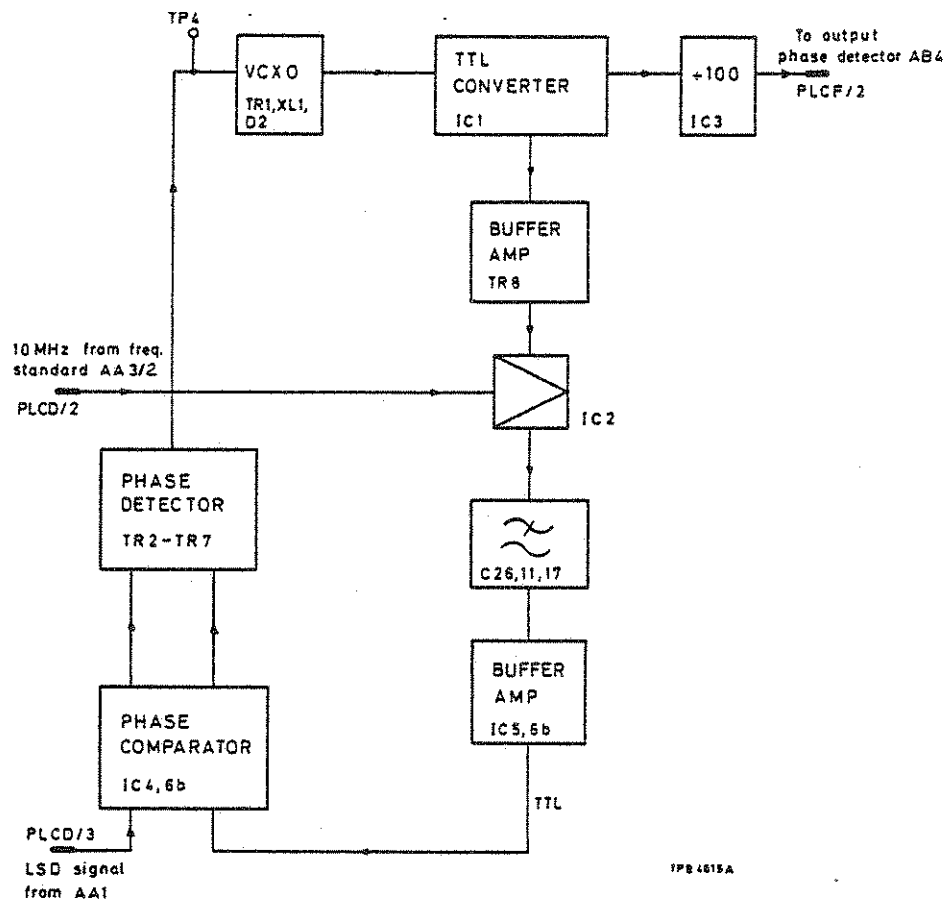 TP4
To output
phase detector AB4
PLCF/2
VCXO
TR1,XL1,
D2
TTL
CONVERTER
IC1
÷100
IC3
BUFFER
AMP
TR8
10MHz from freq.
standard AA3/2
PLCD/2
IC2
PHASE
DETECTOR
TR2-TR7
C26,11,17
BUFFER
AMP
IC5,6b
PHASE
COMPARATOR
IC4,6b
TTL
PLCD/3
LSD signal
from AA1
TPB 4615A